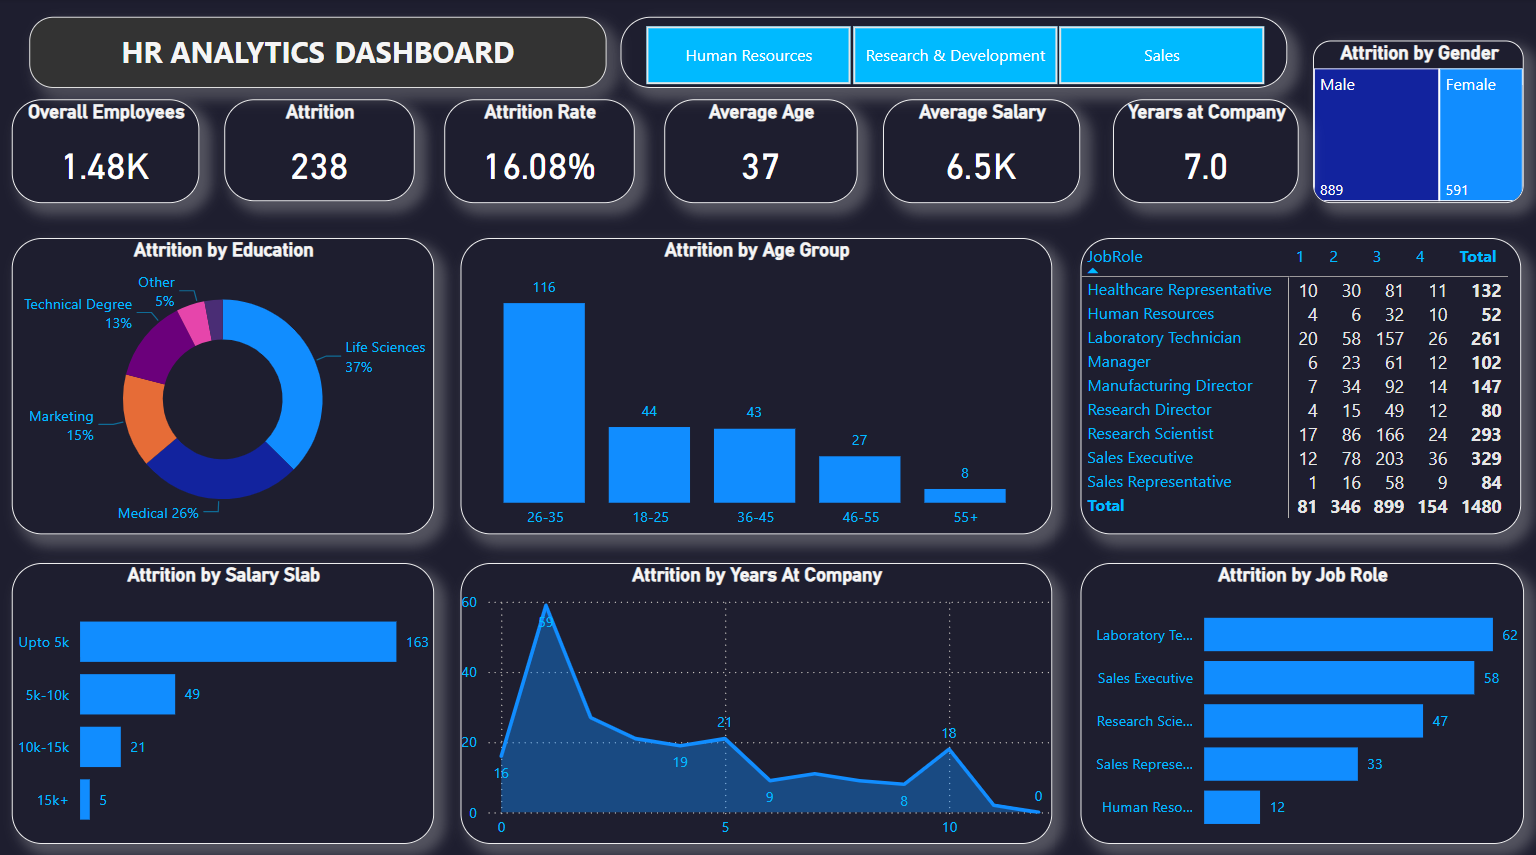 HR ANALYTICS DASHBOARD
Human Resources
Research & Development
Sales
Attrition by Gender
Male
Female
889
591
Overall Employees
1.48K
Attrition
238
Attrition Rate
16.08%
Average Age
37
Average Salary
6.5K
Yerars at Company
7.0
Attrition by Education
Other
5%
Technical Degree
13%
Life Sciences
37%
Marketing
15%
Medical 26%
Attrition by Age Group
116
44
43
27
8
26-35
18-25
36-45
46-55
55+
JobRole 1 2 3 4 Total
Healthcare Representative 10 30 81 11 132
Human Resources 4 6 32 10 52
Laboratory Technician 20 58 157 26 261
Manager 6 23 61 12 102
Manufacturing Director 7 34 92 14 147
Research Director 4 15 49 12 80
Research Scientist 17 86 166 24 293
Sales Executive 12 78 203 36 329
Sales Representative 1 16 58 9 84
Total 81 346 899 154 1480
Attrition by Salary Slab
Upto 5k 163
5k-10k 49
10k-15k 21
15k+ 5
Attrition by Years At Company
60
40
20
0
59
16
19
21
9
8
18
0
0
5
10
Attrition by Job Role
Laboratory Te... 62
Sales Executive 58
Research Scie... 47
Sales Represe... 33
Human Reso... 12